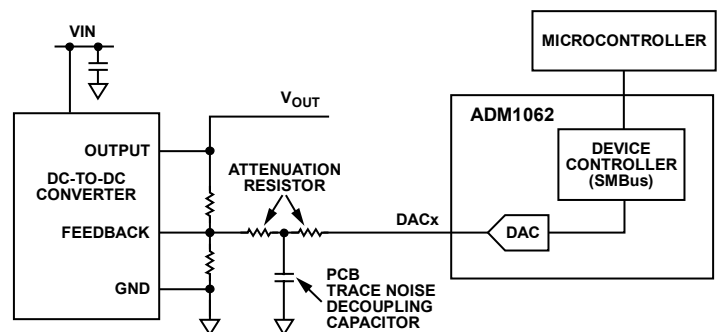 VIN
MICROCONTROLLER
VOUT
ADM1062
OUTPUT
DC-TO-DC
CONVERTER
ATTENUATION
RESISTOR
DEVICE
CONTROLLER
(SMBus)
FEEDBACK
DACx
DAC
GND
PCB
TRACE NOISE
DECOUPLING
CAPACITOR